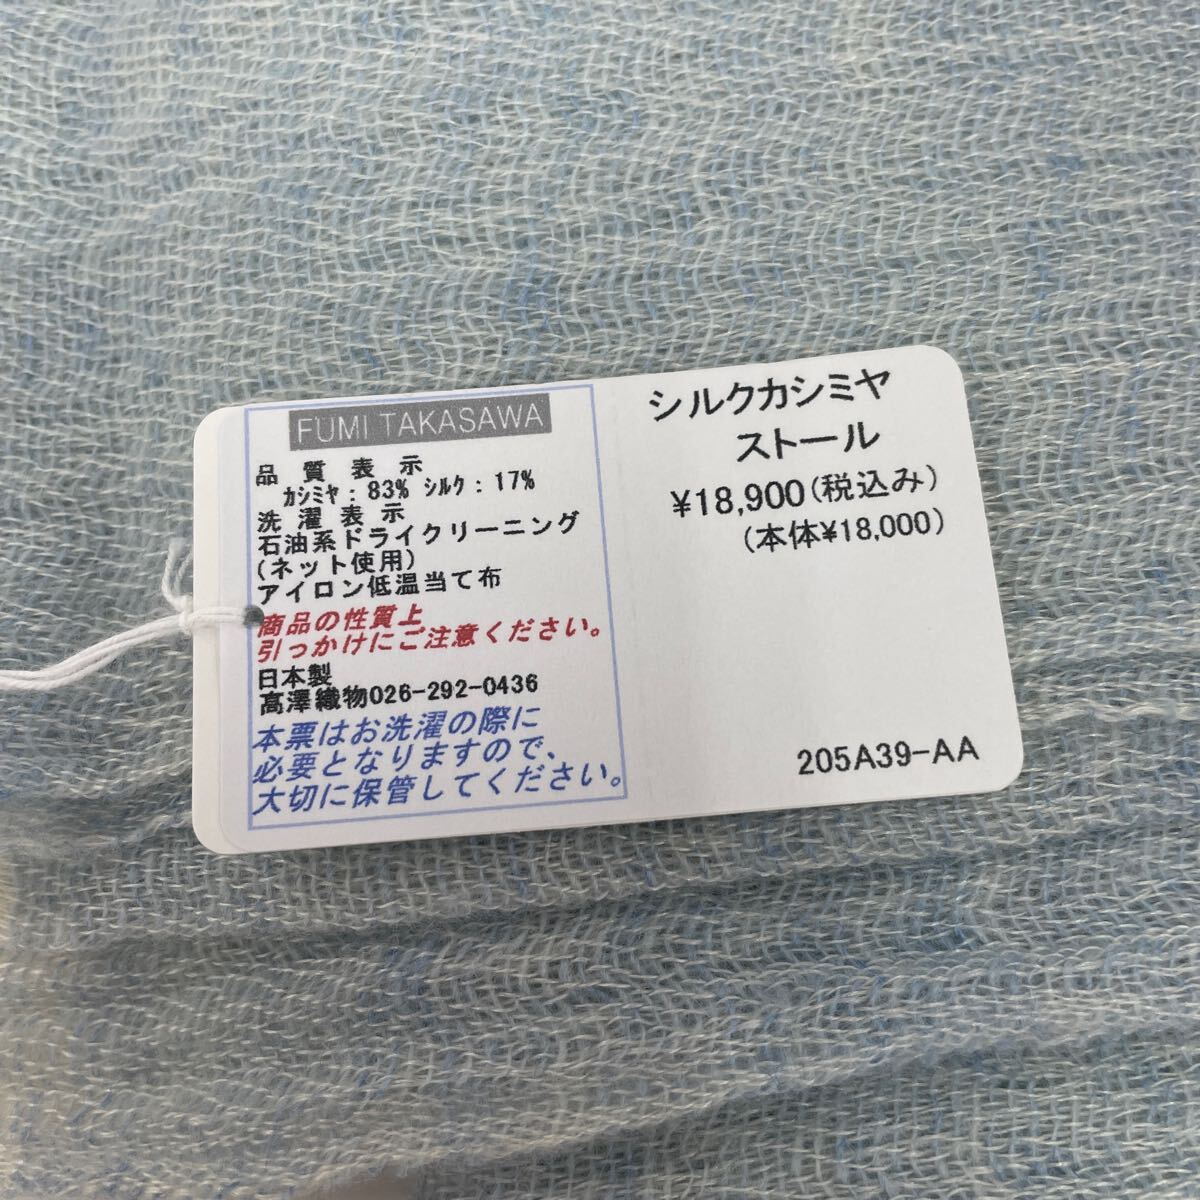 FUMI TAKASAWA
品 質 表 示
カシミヤ : 83% シルク : 17%
洗 濯 表 示
石油系ドライクリーニング
(ネット使用)
アイロン低温当て布
商品の性質上
引っかけにご注意ください。
日本製
高澤織物026-292-0436
本票はお洗濯の際に
必要となりますので、
大切に保管してください。
シルクカシミヤ
ストール
¥18,900(税込み)
(本体¥18,000)
205A39-AA